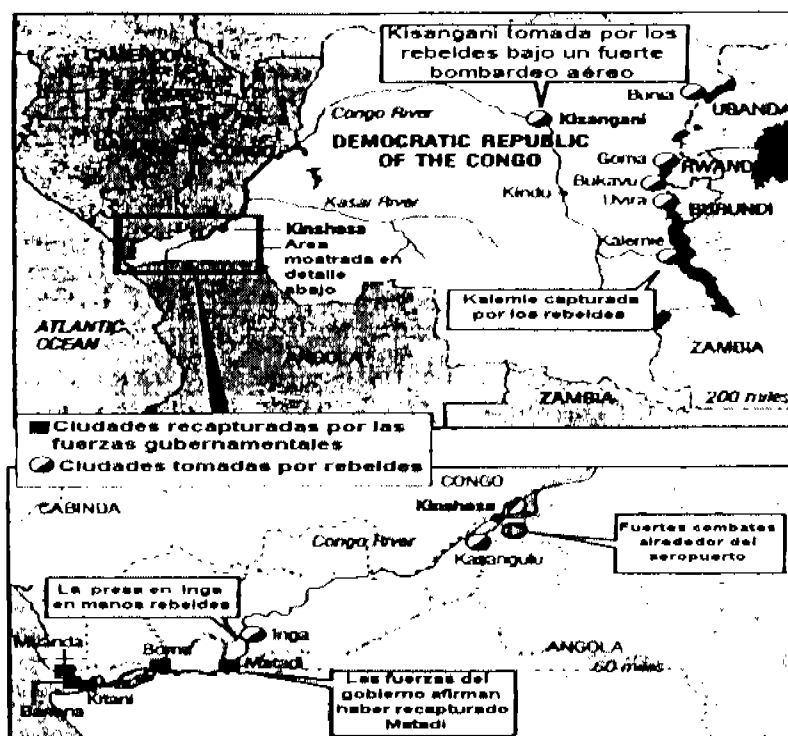 Kisangani tomada por los
rebeldes bajo un fuerte
bombardeo aéreo
Bunia
UGANDA
Congo River
Kisangani
DEMOCRATIC REPUBLIC
OF THE CONGO
Goma
RWANDA
Bukavu
Uvira
BURUNDI
Kindu
Kasai River
Kinshasa
Area
mostrada en
detalle
abajo
Kalemie
Kalemie capturada
por los rebeldes
ATLANTIC
OCEAN
ANGOLA
ZAMBIA
ZAMBIA
200 miles
Ciudades recapturadas por las
fuerzas gubernamentales
Ciudades tomadas por rebeldes
CONGO
CABINDA
Kinshasa
Congo River
Kasangulu
Fuertes combates
alrededor del
aeropuerto
La presa en Inga
en manos rebeldes
Inga
ANGOLA
60 miles
Boma
Matadi
Banana
Kitani
Las fuerzas del
gobierno afirman
haber recapturado
Matadi